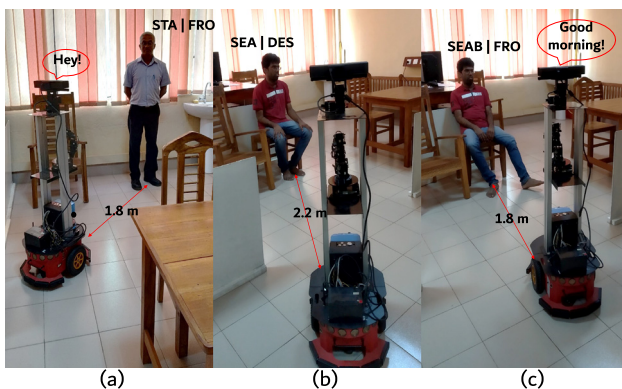 STA | FRO
Hey!
1.8 m
(a)
SEA | DES
2.2 m
(b)
SEAB | FRO
Good
morning!
1.8 m
(c)